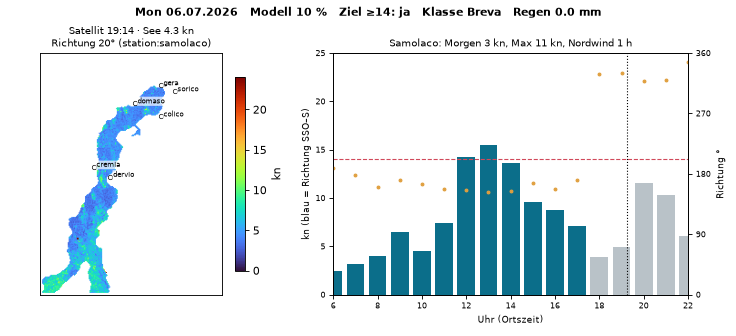 Mon 06.07.2026 Modell 10 % Ziel ≥14: ja Klasse Breva Regen 0.0 mm
Satellit 19:14 · See 4.3 kn
Richtung 20° (station:samolaco)
gera
sorico
domaso
colico
cremia
dervio
20
15
10
5
0
kn
Samolaco: Morgen 3 kn, Max 11 kn, Nordwind 1 h
25
20
15
10
5
0
kn (blau = Richtung SSO-S)
360
270
180
90
0
Richtung °
6 8 10 12 14 16 18 20 22
Uhr (Ortszeit)